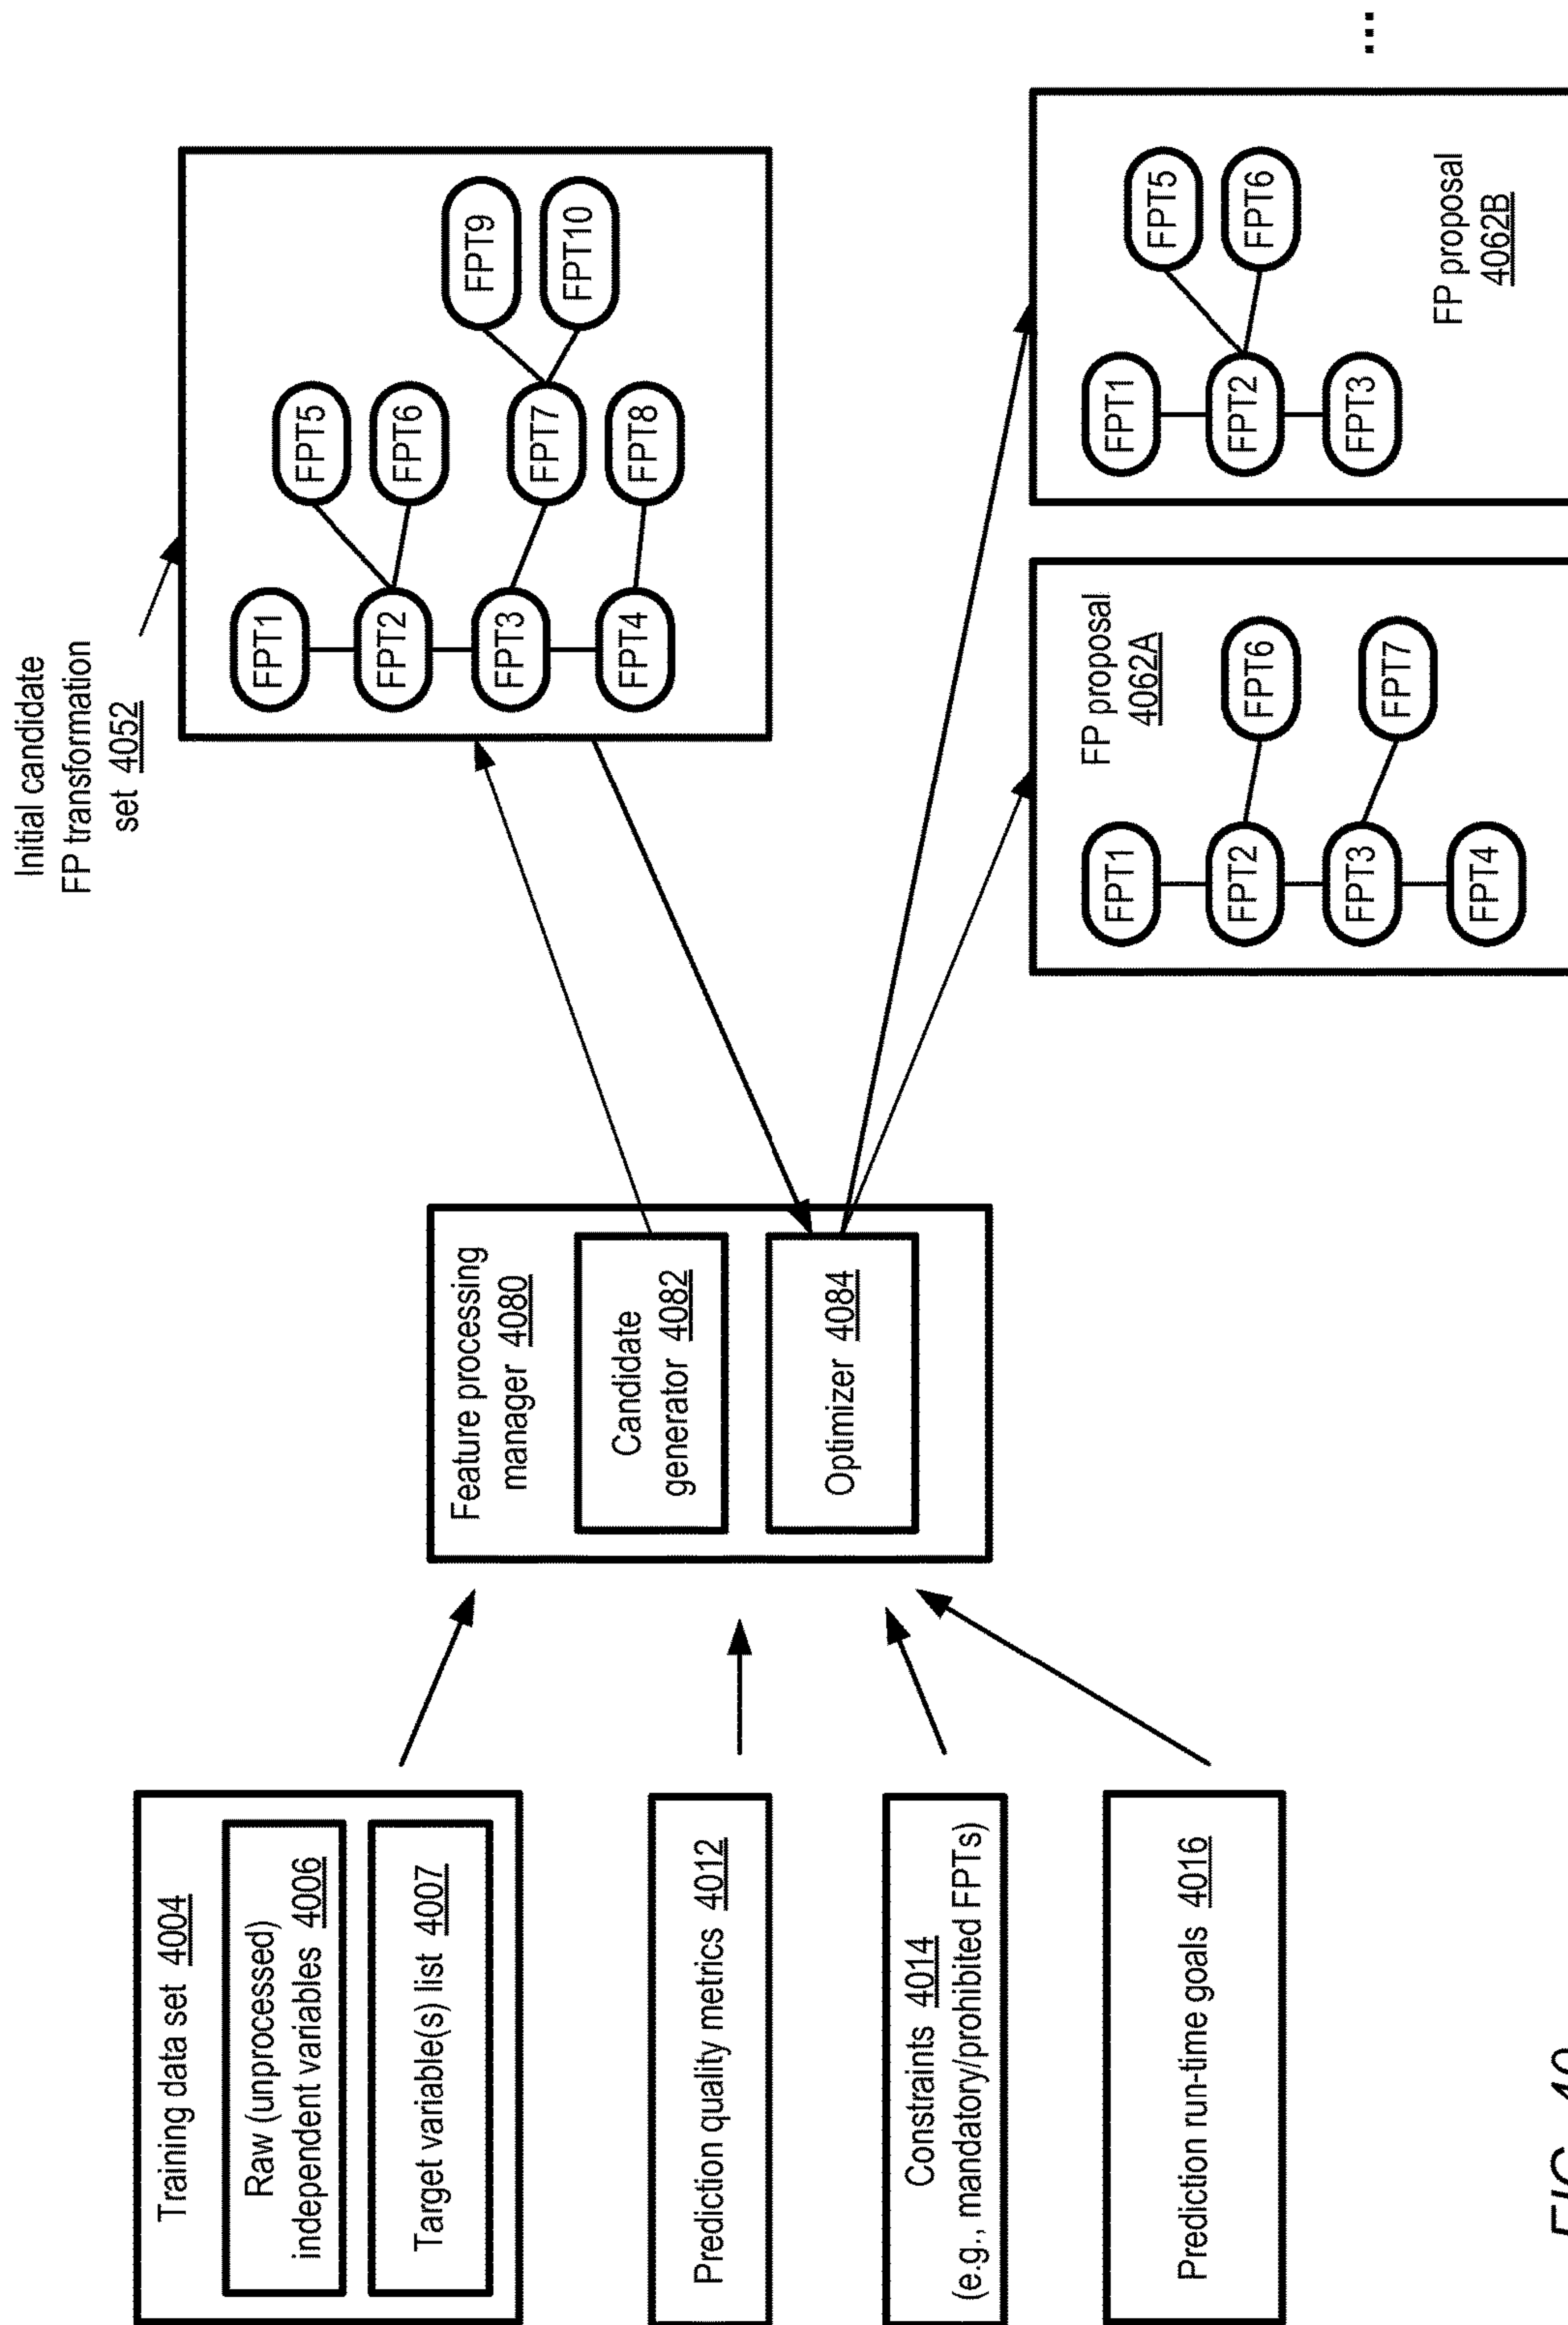 Training data set 4004
Raw (unprocessed)
independent variables 4006
Target variable(s) list 4007
Prediction quality metrics 4012
Constraints 4014
(e.g., mandatory/prohibited FPTs)
Prediction run-time goals 4016
Feature processing
manager 4080
Candidate
generator 4082
Optimizer 4084
Initial candidate
FP transformation
set 4052
FPT1
FPT2
FPT3
FPT4
FPT5
FPT6
FPT7
FPT8
FPT9
FPT10
FP proposal
4062A
FPT1
FPT2
FPT3
FPT4
FPT6
FPT7
FP proposal
4062B
FPT1
FPT2
FPT3
FPT5
FPT6
...